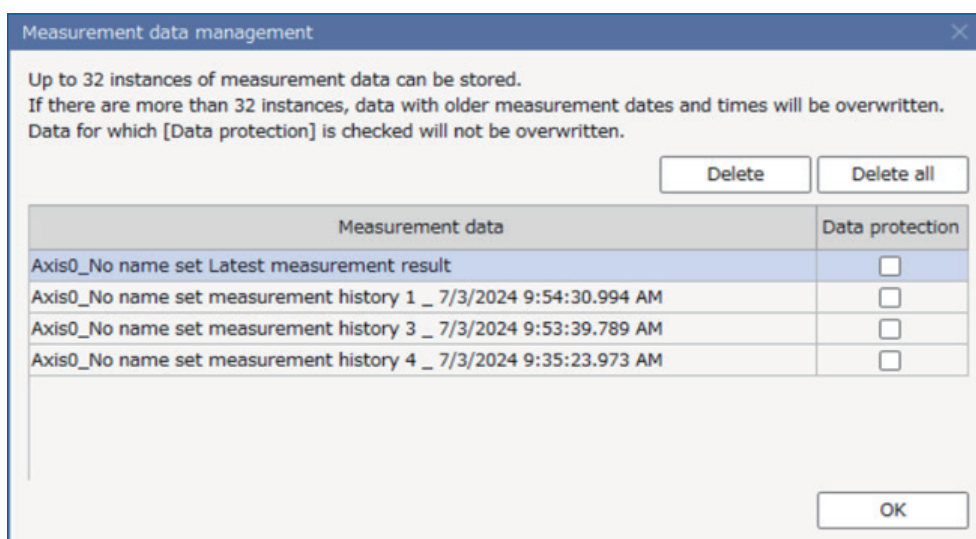 Measurement data management
Up to 32 instances of measurement data can be stored.
If there are more than 32 instances, data with older measurement dates and times will be overwritten.
Data for which [Data protection] is checked will not be overwritten.
Delete Delete all
Measurement data Data protection
Axis0_No name set Latest measurement result
Axis0_No name set measurement history 1 _ 7/3/2024 9:54:30.994 AM
Axis0_No name set measurement history 3 _ 7/3/2024 9:53:39.789 AM
Axis0_No name set measurement history 4 _ 7/3/2024 9:35:23.973 AM
OK